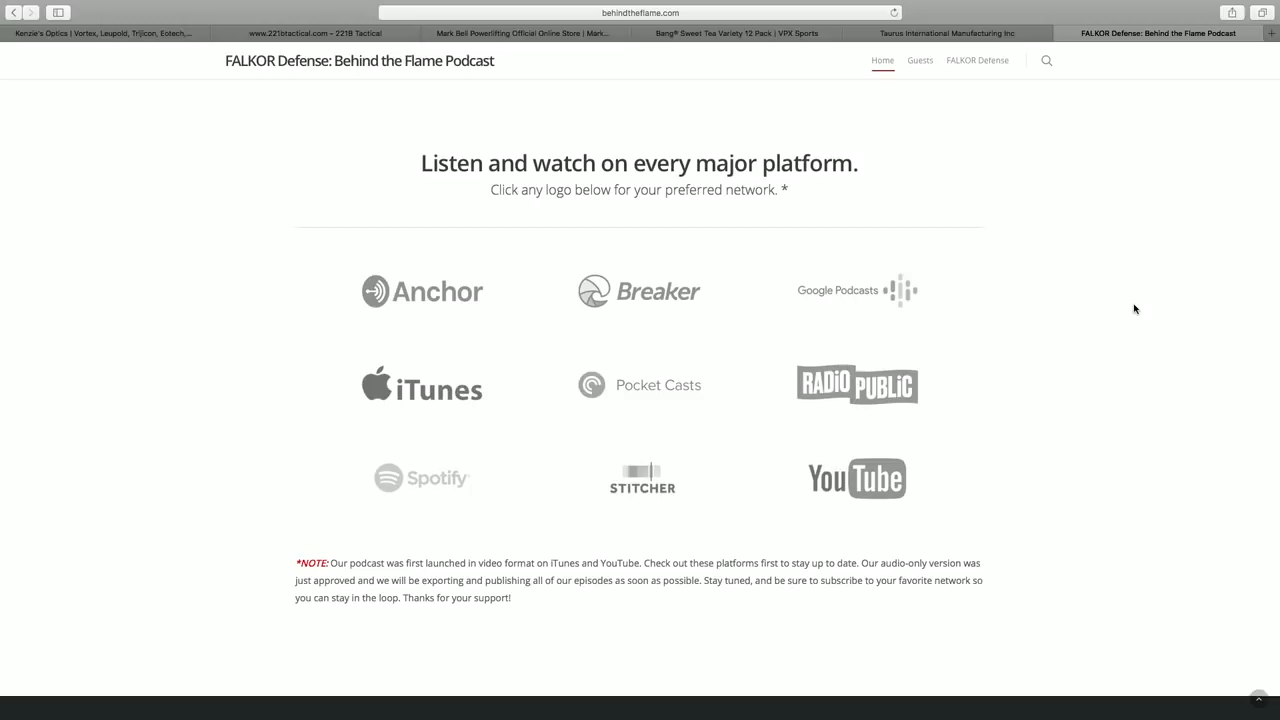 behindtheflame.com
Kenzie's Optics | Vortex, Leupold, Trijicon, Eotech,...
www.221btactical.com – 221B Tactical
Mark Bell Powerlifting Official Online Store | Mark...
Bang® Sweet Tea Variety 12 Pack | VPX Sports
Taurus International Manufacturing Inc
FALKOR Defense: Behind the Flame Podcast
FALKOR Defense: Behind the Flame Podcast
Home
Guests
FALKOR Defense
Listen and watch on every major platform.
Click any logo below for your preferred network. *
Anchor
Breaker
Google Podcasts
iTunes
Pocket Casts
RADIO PUBLIC
Spotify
STITCHER
YouTube
*NOTE: Our podcast was first launched in video format on iTunes and YouTube. Check out these platforms first to stay up to date. Our audio-only version was
just approved and we will be exporting and publishing all of our episodes as soon as possible. Stay tuned, and be sure to subscribe to your favorite network so
you can stay in the loop. Thanks for your support!